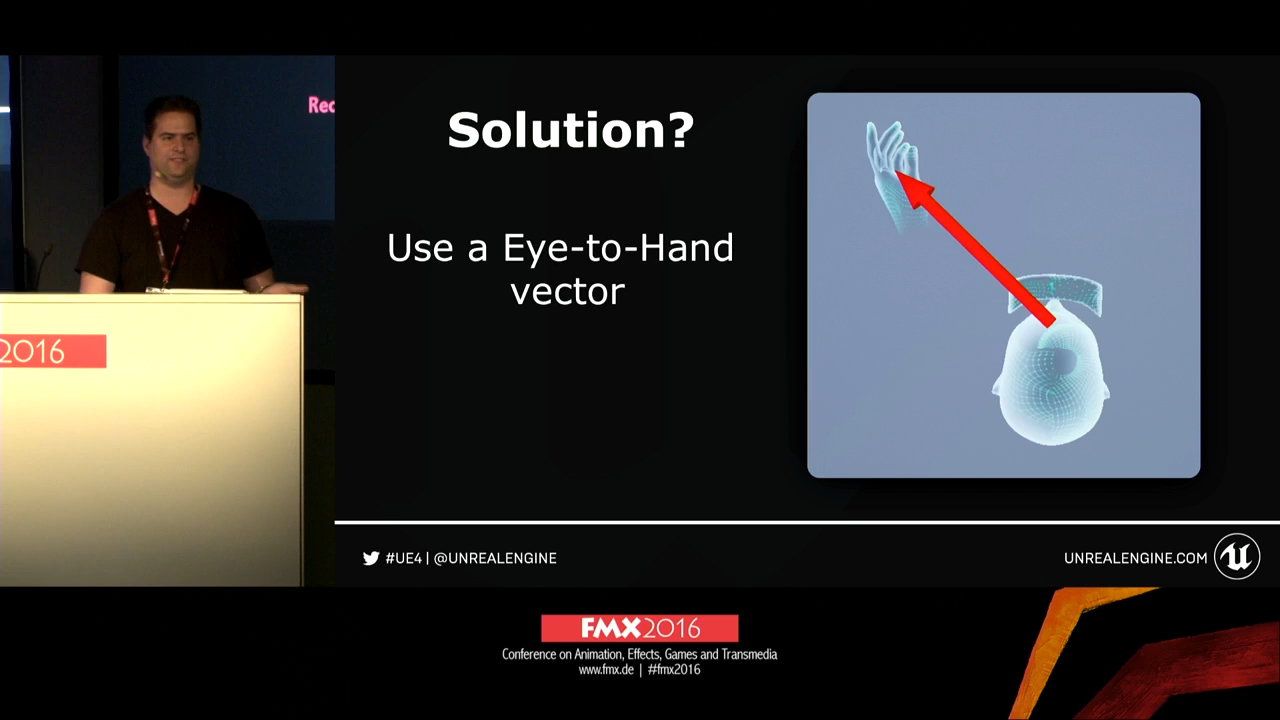 Rec
2016
Solution?
Use a Eye-to-Hand
vector
#UE4 | @UNREALENGINE
UNREALENGINE.COM
FMX2016
Conference on Animation, Effects, Games and Transmedia
www.fmx.de | #fmx2016